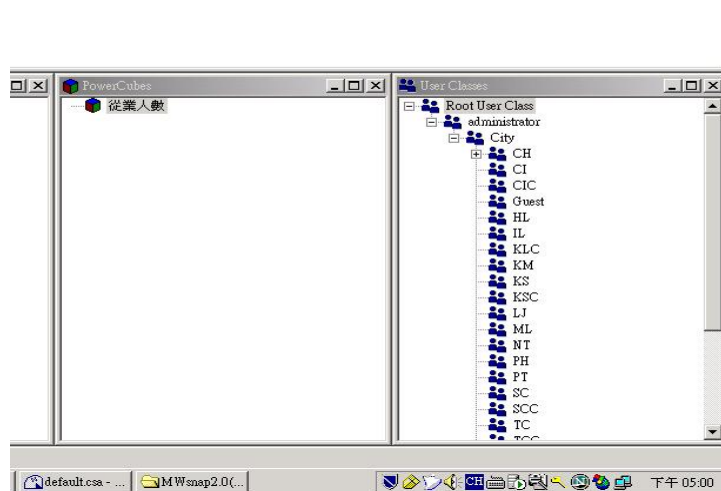 PowerCubes
從業人數
User Classes
Root User Class
administrator
City
CH
CI
CIC
Guest
HL
IL
KLC
KM
KS
KSC
LJ
ML
NT
PH
PT
SC
SCC
TC
TCC
default.csa - ...
MWsnap2.0(...
CH
下午 05:00